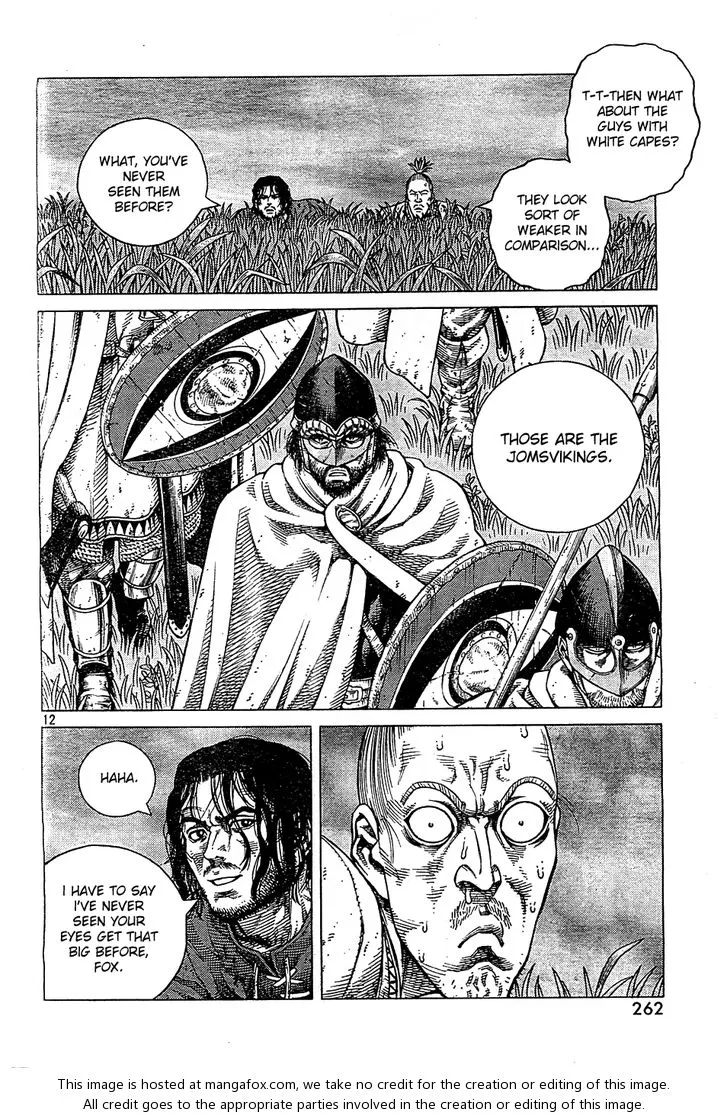 T-T-THEN WHAT
ABOUT THE
GUYS WITH
WHITE CAPES?
THEY LOOK
SORT OF
WEAKER IN
COMPARISON...
WHAT, YOU'VE
NEVER
SEEN THEM
BEFORE?
THOSE ARE THE
JOMSVIKINGS.
12
HAHA.
I HAVE TO SAY
I'VE NEVER
SEEN YOUR
EYES GET THAT
BIG BEFORE,
FOX.
262
This image is hosted at mangafox.com, we take no credit for the creation or editing of this image.
All credit goes to the appropriate parties involved in the creation or editing of this image.